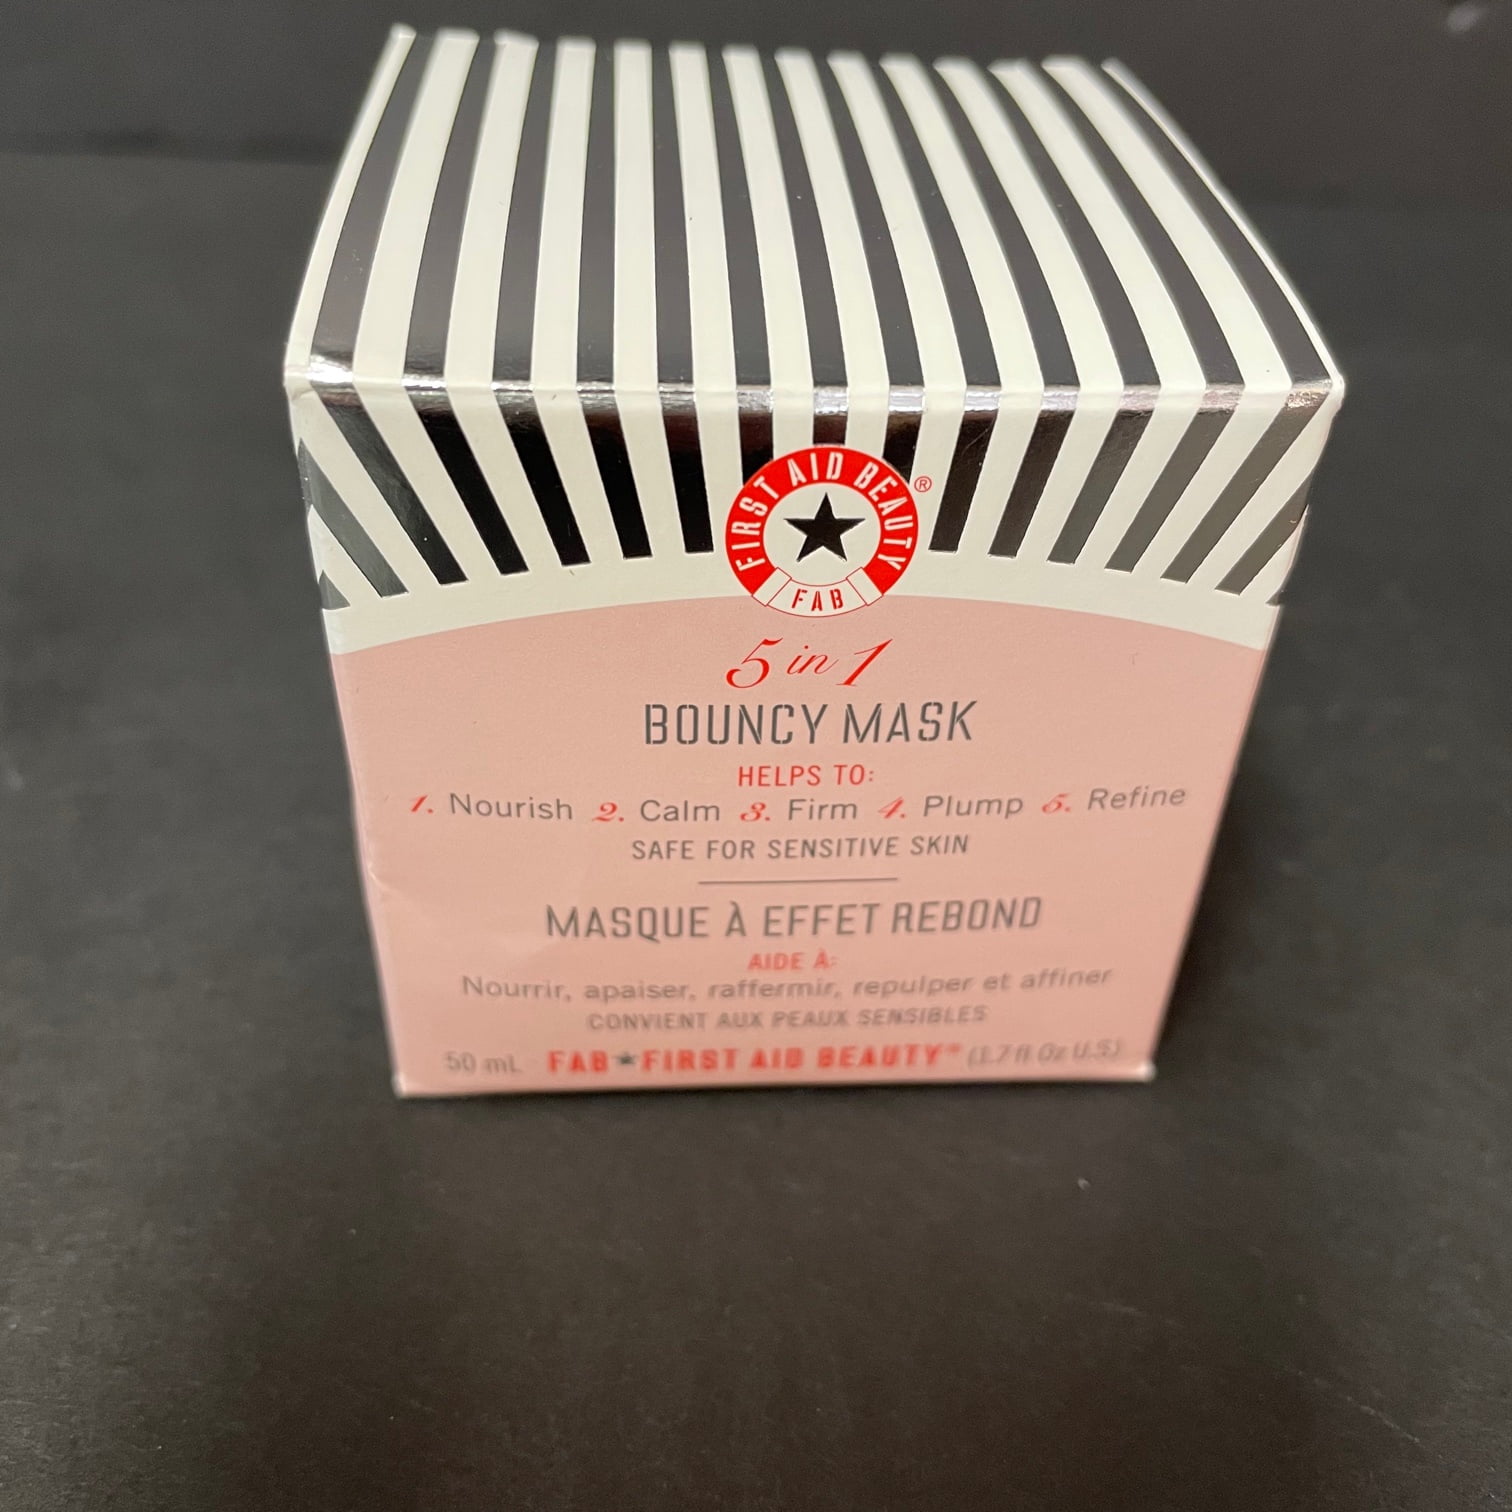 FIRST AID BEAUTY ®
FAB
5 in 1
BOUNCY MASK
HELPS TO:
1. Nourish 2. Calm 3. Firm 4. Plump 5. Refine
SAFE FOR SENSITIVE SKIN
MASQUE À EFFET REBOND
AIDE À:
Nourrir, apaiser, raffermir, repulper et affiner
CONVIENT AUX PEAUX SENSIBLES
50 mL FAB★FIRST AID BEAUTY® (1.7 fl Oz U.S)